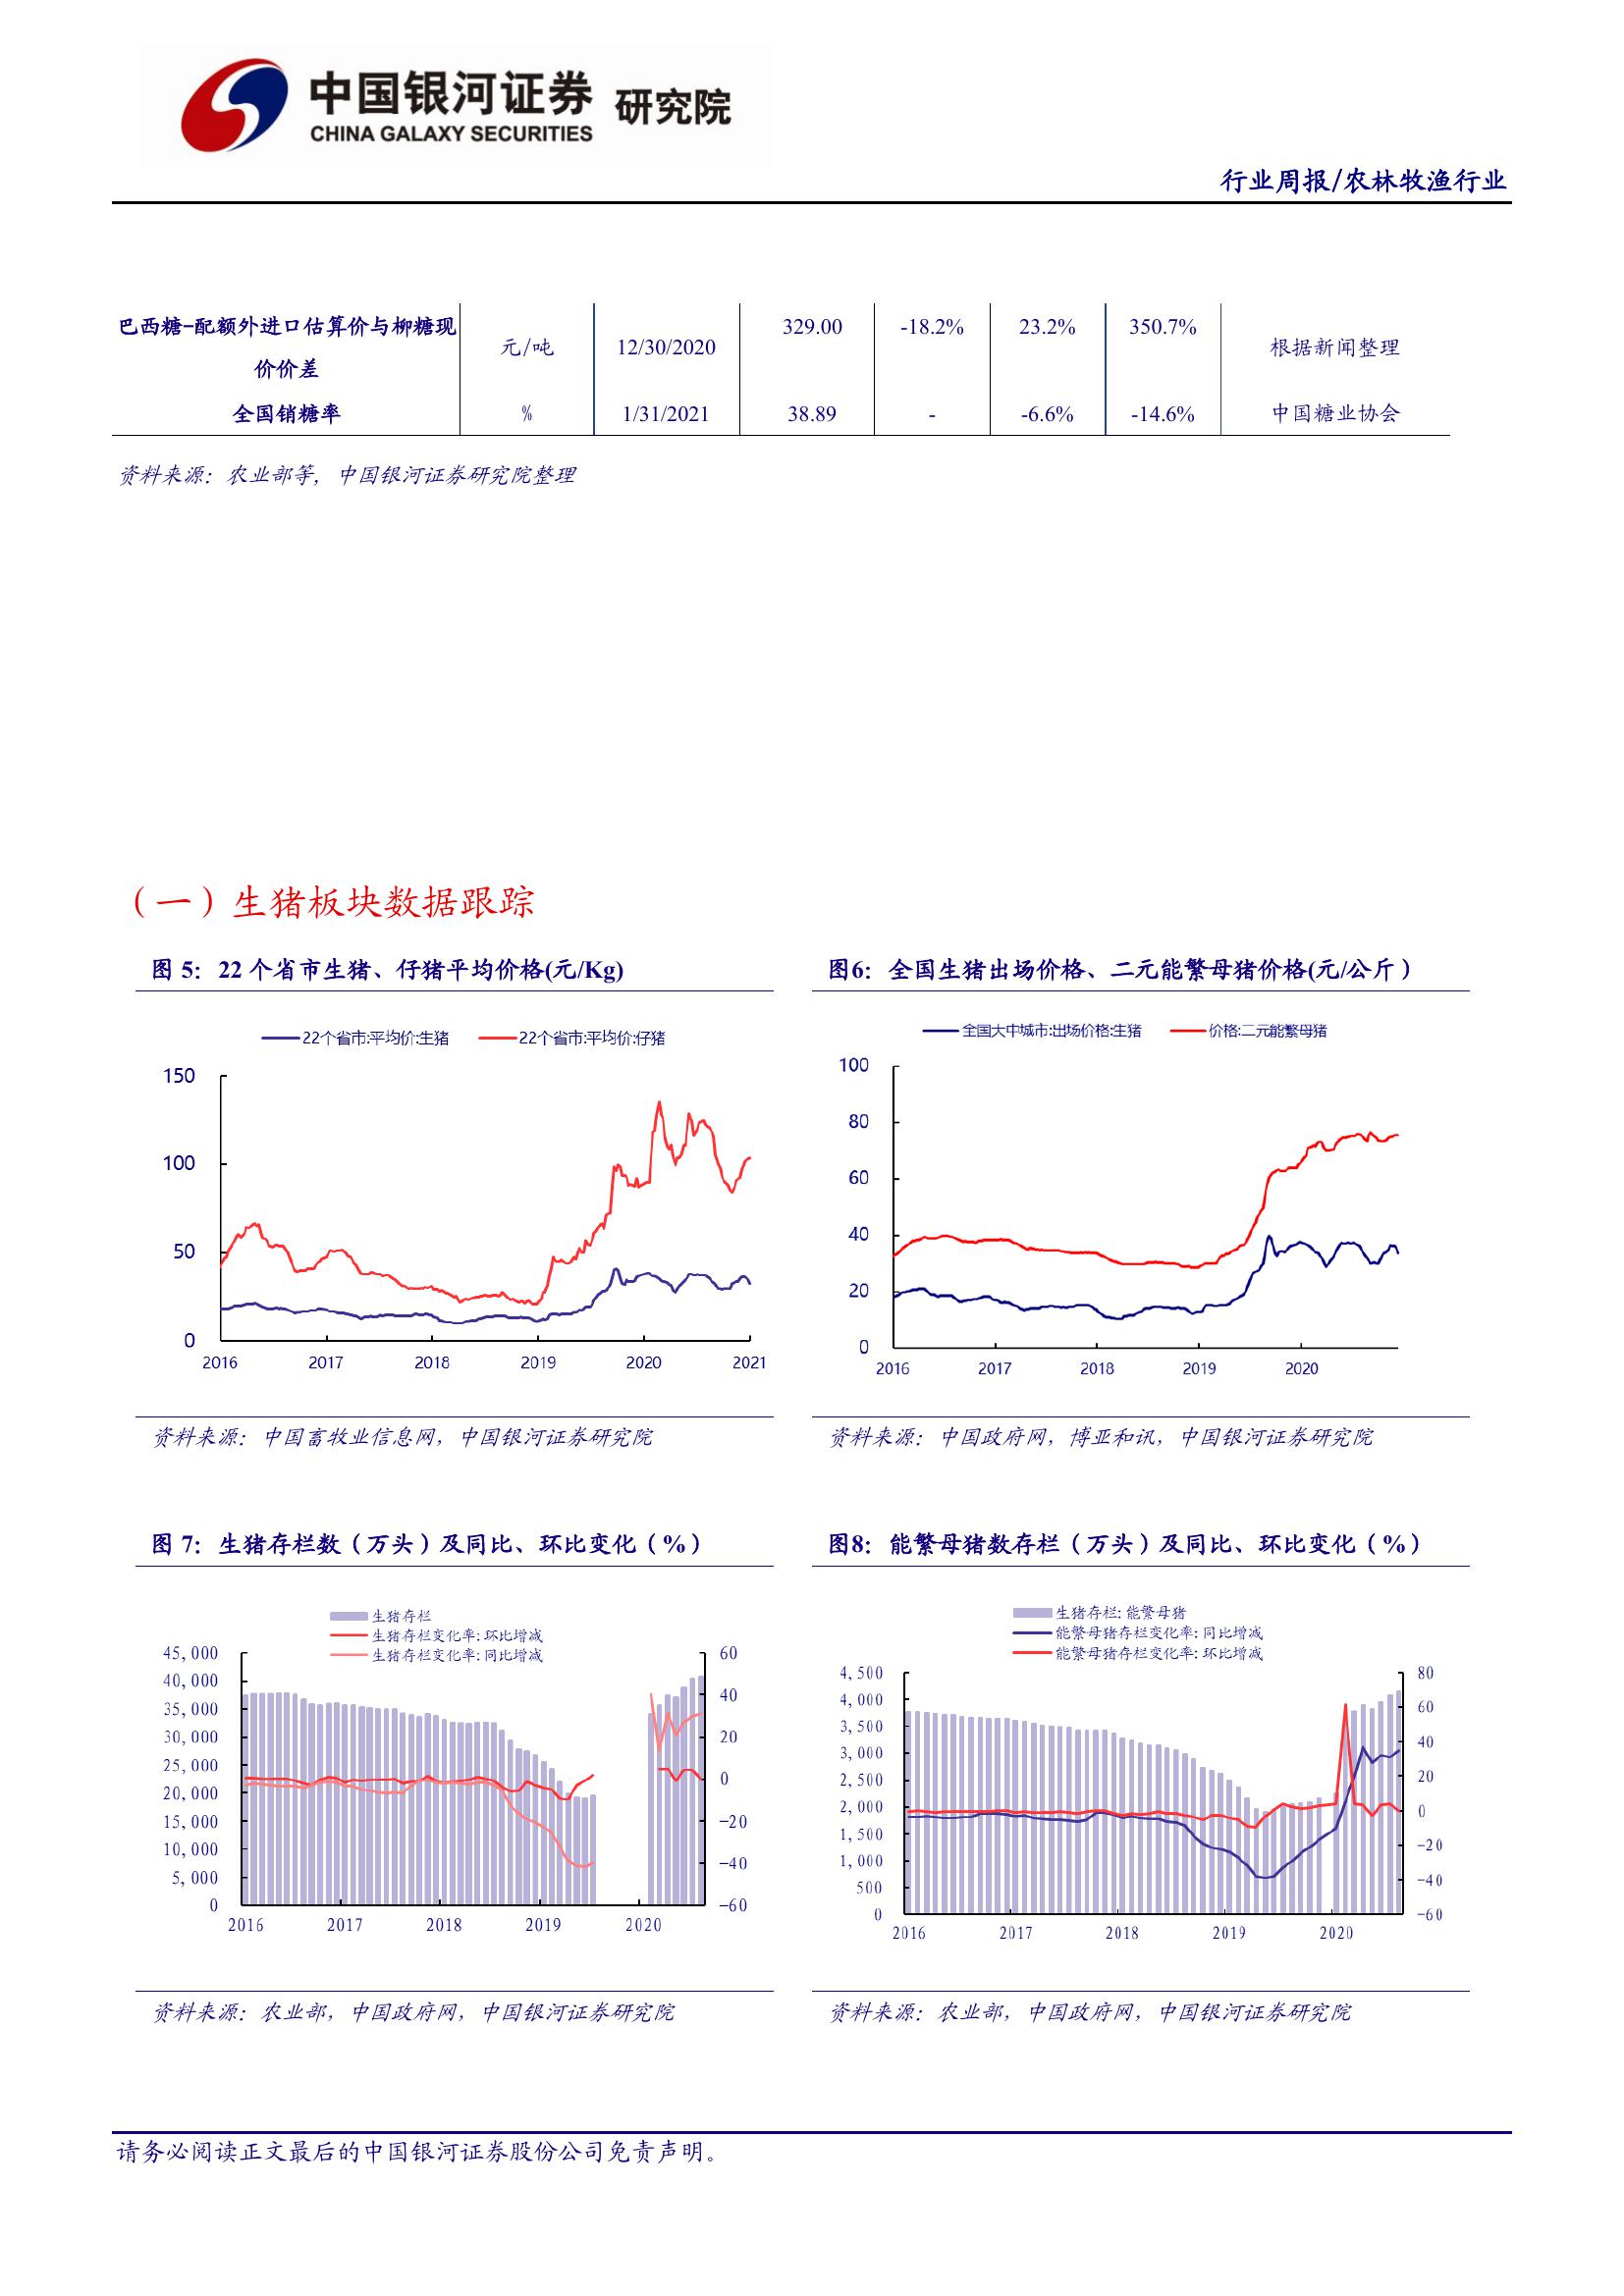 中国银河证券 研究院
CHINA GALAXY SECURITIES
行业周报/农林牧渔行业
巴西糖-配额外进口估算价与柳糖现价价差 元/吨 12/30/2020 329.00 -18.2% 23.2% 350.7% 根据新闻整理
全国销糖率 % 1/31/2021 38.89 - -6.6% -14.6% 中国糖业协会
资料来源：农业部等，中国银河证券研究院整理
（一）生猪板块数据跟踪
图 5：22 个省市生猪、仔猪平均价格(元/Kg)
22个省市:平均价:生猪 22个省市:平均价:仔猪
150
100
50
0
2016 2017 2018 2019 2020 2021
资料来源：中国畜牧业信息网，中国银河证券研究院
图6：全国生猪出场价格、二元能繁母猪价格(元/公斤）
全国大中城市:出场价格:生猪 价格:二元能繁母猪
100
80
60
40
20
0
2016 2017 2018 2019 2020
资料来源：中国政府网，博亚和讯，中国银河证券研究院
图 7：生猪存栏数（万头）及同比、环比变化（%）
生猪存栏
生猪存栏变化率:环比增减
生猪存栏变化率:同比增减
45,000 60
40,000 40
35,000 20
30,000 0
25,000 -20
20,000 -40
15,000 -60
10,000
5,000
0
2016 2017 2018 2019 2020
资料来源：农业部，中国政府网，中国银河证券研究院
图8：能繁母猪数存栏（万头）及同比、环比变化（%）
生猪存栏:能繁母猪
能繁母猪存栏变化率:同比增减
能繁母猪存栏变化率:环比增减
4,500 80
4,000 60
3,500 40
3,000 20
2,500 0
2,000 -20
1,500 -40
1,000 -60
500
0
2016 2017 2018 2019 2020
资料来源：农业部，中国政府网，中国银河证券研究院
请务必阅读正文最后的中国银河证券股份公司免责声明。